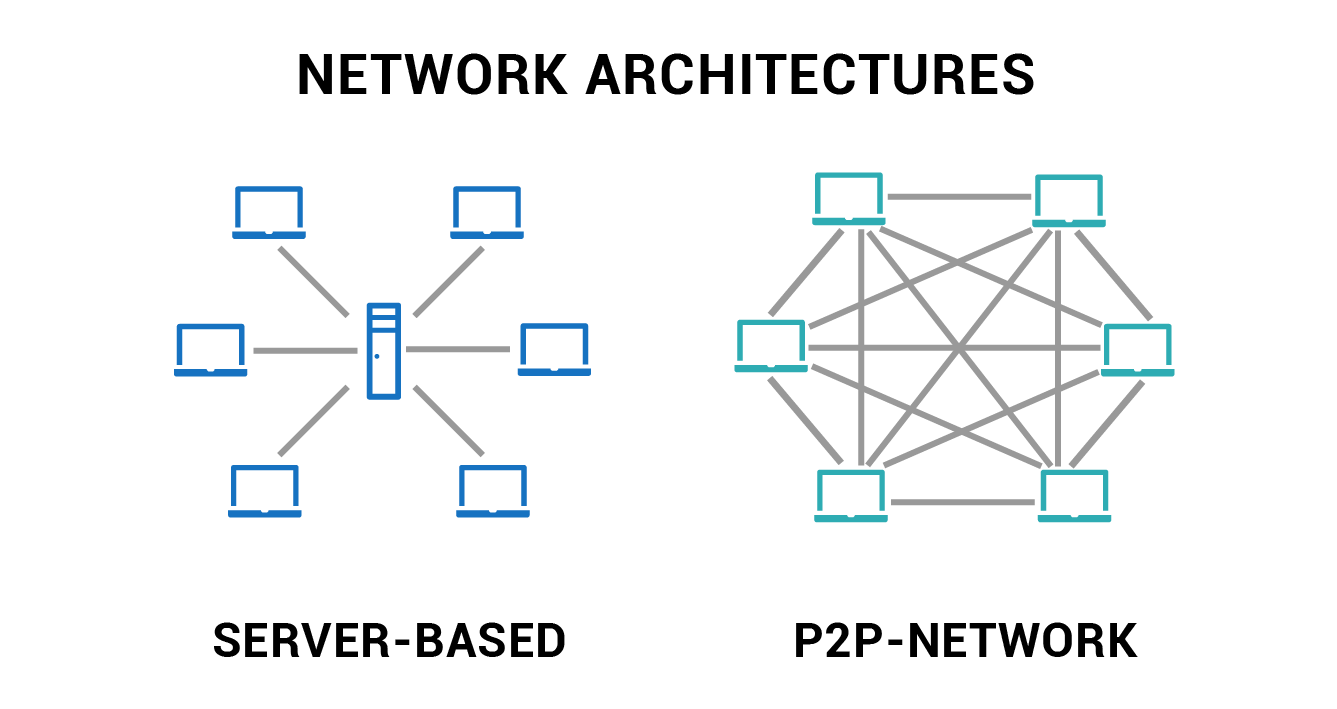 NETWORK ARCHITECTURES
SERVER-BASED
P2P-NETWORK